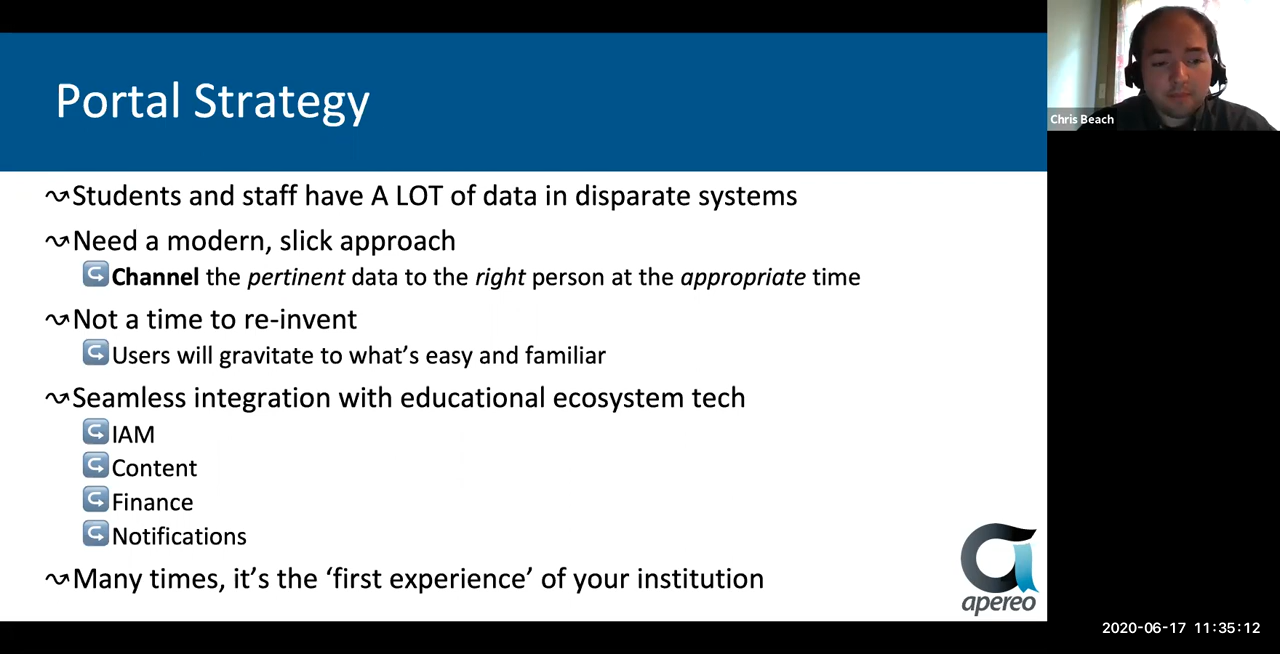 Portal Strategy
Students and staff have A LOT of data in disparate systems
Need a modern, slick approach
Channel the pertinent data to the right person at the appropriate time
Not a time to re-invent
Users will gravitate to what’s easy and familiar
Seamless integration with educational ecosystem tech
IAM
Content
Finance
Notifications
Many times, it’s the ‘first experience’ of your institution
apereo
Chris Beach
2020-06-17 11:35:12